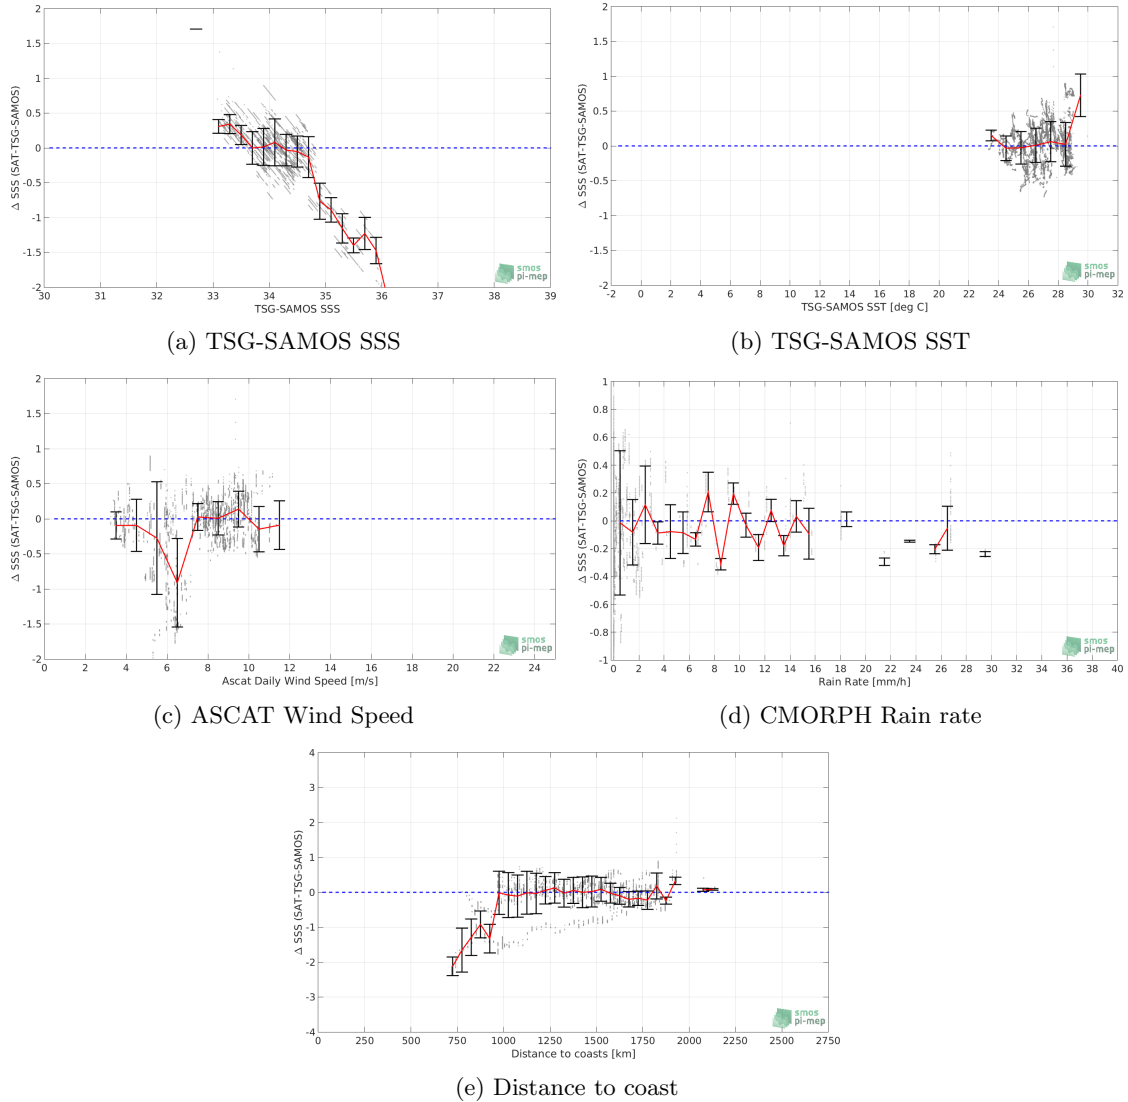 2
1.5
1
0.5
0
-0.5
-1
-1.5
-2
Δ SSS (SAT-TSG-SAMOS)
30 31 32 33 34 35 36 37 38 39
TSG-SAMOS SSS
smos
pi-mep
(a) TSG-SAMOS SSS
2
1.5
1
0.5
0
-0.5
-1
-1.5
-2
Δ SSS (SAT-TSG-SAMOS)
-2 0 2 4 6 8 10 12 14 16 18 20 22 24 26 28 30 32
TSG-SAMOS SST [deg C]
smos
pi-mep
(b) TSG-SAMOS SST
2
1.5
1
0.5
0
-0.5
-1
-1.5
-2
Δ SSS (SAT-TSG-SAMOS)
0 2 4 6 8 10 12 14 16 18 20 22 24
Ascat Daily Wind Speed [m/s]
smos
pi-mep
(c) ASCAT Wind Speed
1
0.8
0.6
0.4
0.2
0
-0.2
-0.4
-0.6
-0.8
-1
Δ SSS (SAT-TSG-SAMOS)
0 2 4 6 8 10 12 14 16 18 20 22 24 26 28 30 32 34 36 38 40
Rain Rate [mm/h]
smos
pi-mep
(d) CMORPH Rain rate
4
3
2
1
0
-1
-2
-3
-4
Δ SSS (SAT-TSG-SAMOS)
0 250 500 750 1000 1250 1500 1750 2000 2250 2500 2750
Distance to coasts [km]
smos
pi-mep
(e) Distance to coast